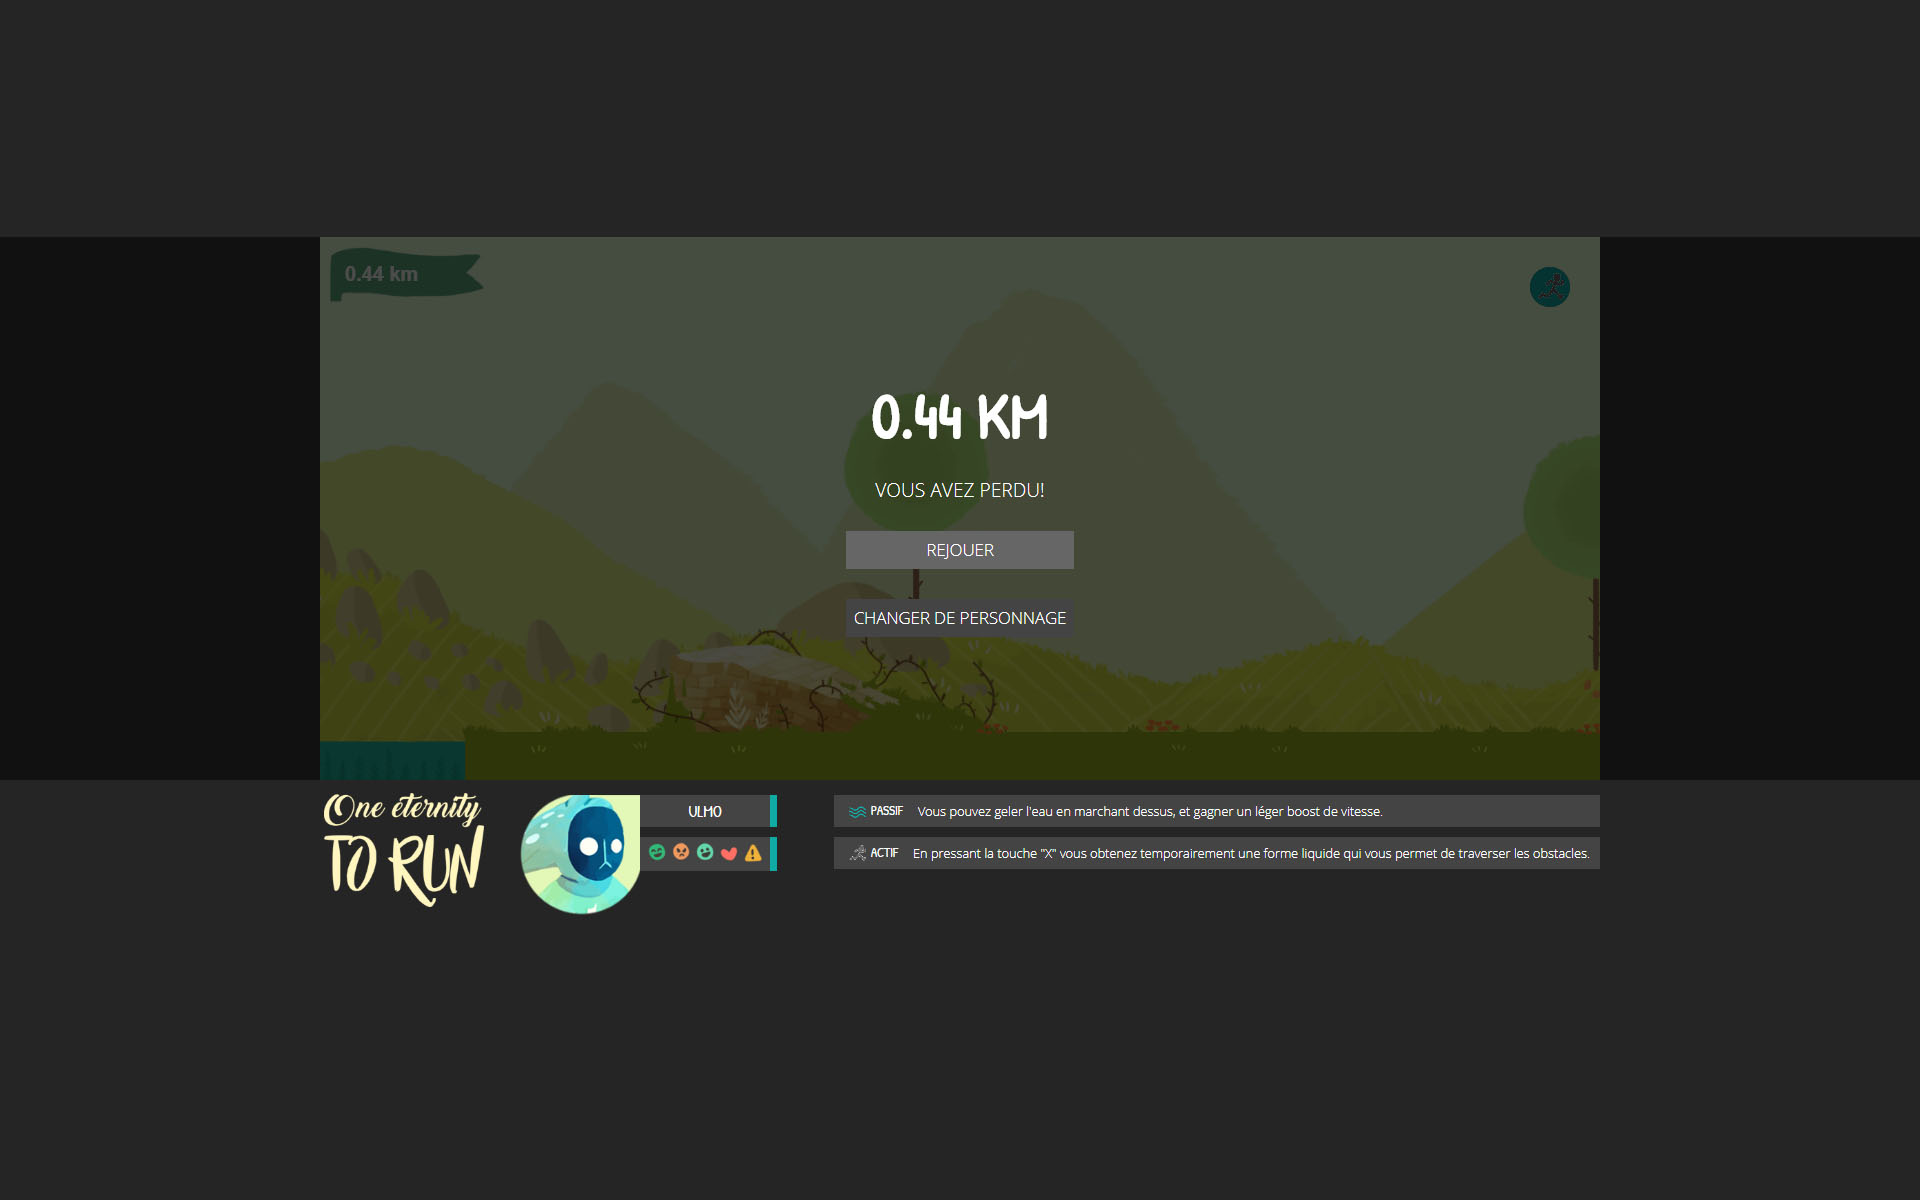 0.44 km
0.44 KM
VOUS AVEZ PERDU!
REJOUER
CHANGER DE PERSONNAGE
One éternity
TO RUN
ULMO
PASSIF Vous pouvez geler l'eau en marchant dessus, et gagner un léger boost de vitesse.
ACTIF En pressant la touche "X" vous obtenez temporairement une forme liquide qui vous permet de traverser les obstacles.